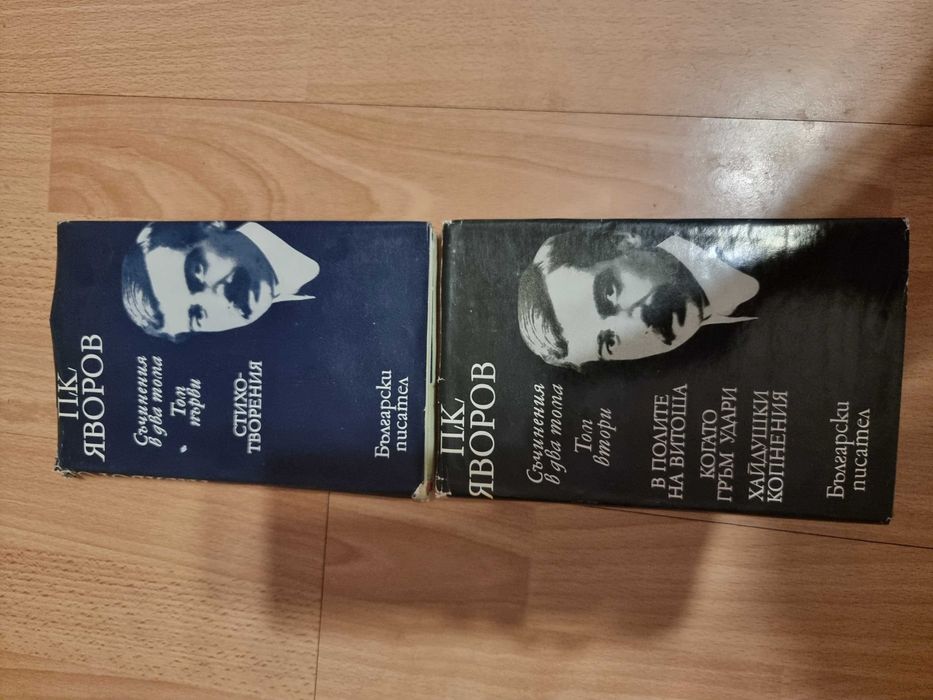 П.К.
ЯВОРОВ
Съчинения
в два тома
Том
първи
СТИХО-
ТВОРЕНИЯ
Български
писател
П.К.
ЯВОРОВ
Съчинения
в два тома
Том
втори
В ПОЛИТЕ
НА ВИТОША
КОГАТО
ГРЪМ УДАРИ
ХАЙДУШКИ
КОПНЕНИЯ
Български
писател